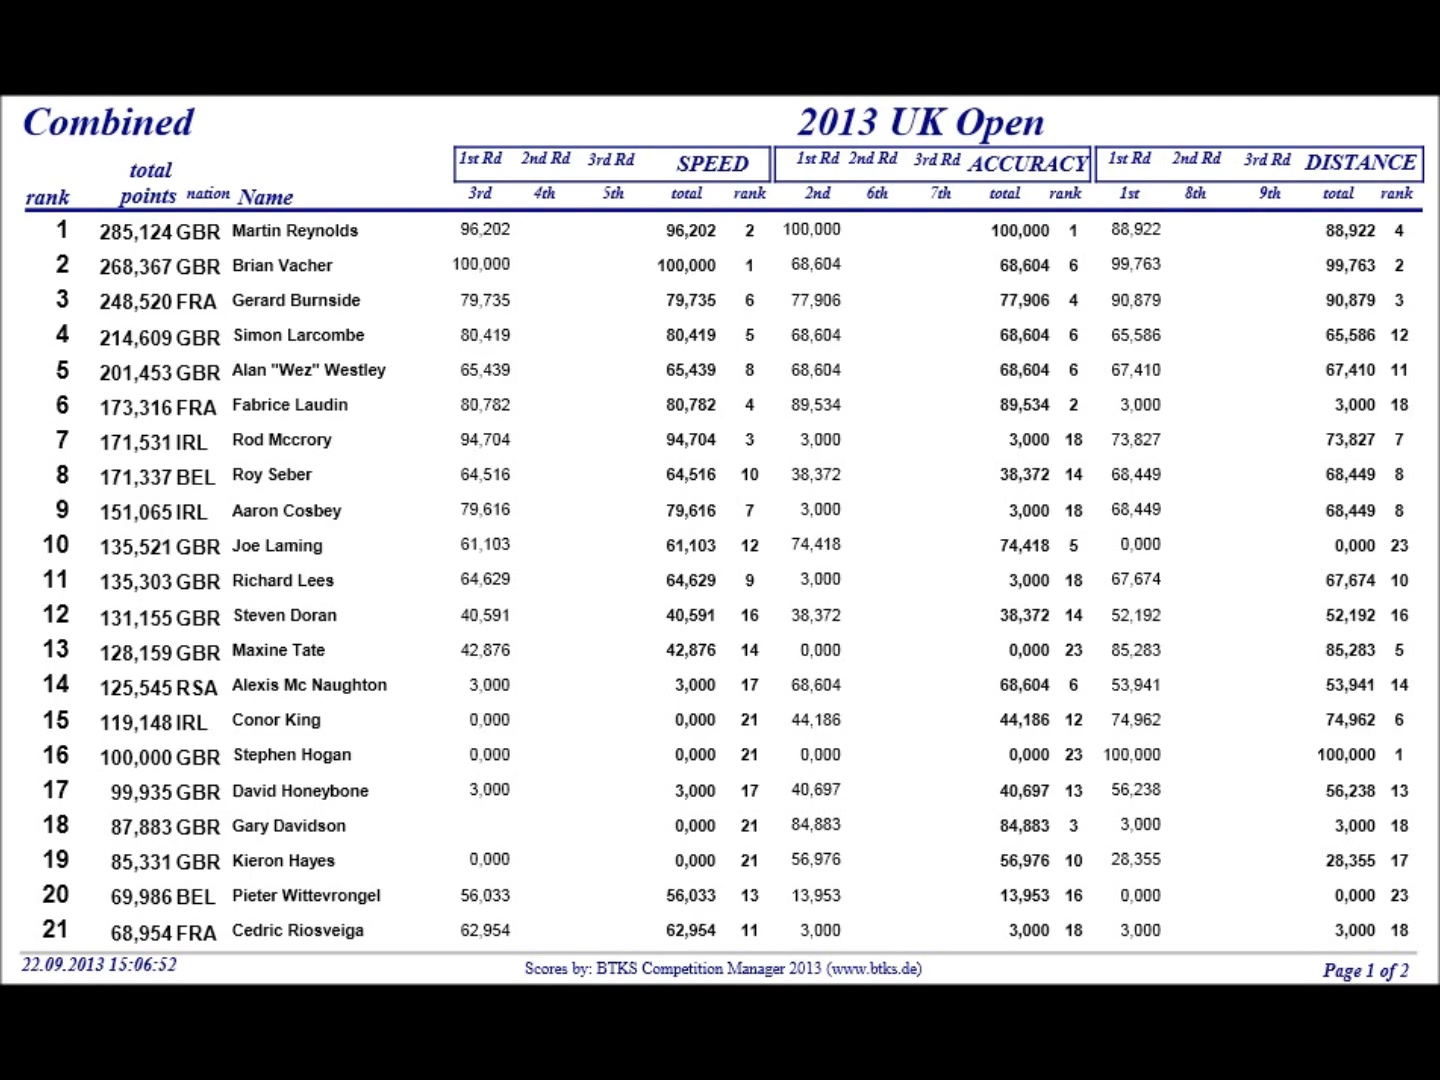 Combined 2013 UK Open
1st Rd 2nd Rd 3rd Rd SPEED 1st Rd 2nd Rd 3rd Rd ACCURACY 1st Rd 2nd Rd 3rd Rd DISTANCE
total
rank points nation Name 3rd 4th 5th total rank 2nd 6th 7th total rank 1st 8th 9th total rank
1 285,124 GBR Martin Reynolds 96,202 96,202 2 100,000 100,000 1 88,922 88,922 4
2 268,367 GBR Brian Vacher 100,000 100,000 1 68,604 68,604 6 99,763 99,763 2
3 248,520 FRA Gerard Burnside 79,735 79,735 6 77,906 77,906 4 90,879 90,879 3
4 214,609 GBR Simon Larcombe 80,419 80,419 5 68,604 68,604 6 65,586 65,586 12
5 201,453 GBR Alan "Wez" Westley 65,439 65,439 8 68,604 68,604 6 67,410 67,410 11
6 173,316 FRA Fabrice Laudin 80,782 80,782 4 89,534 89,534 2 3,000 3,000 18
7 171,531 IRL Rod Mccrory 94,704 94,704 3 3,000 3,000 18 73,827 73,827 7
8 171,337 BEL Roy Seber 64,516 64,516 10 38,372 38,372 14 68,449 68,449 8
9 151,065 IRL Aaron Cosbey 79,616 79,616 7 3,000 3,000 18 68,449 68,449 8
10 135,521 GBR Joe Laming 61,103 61,103 12 74,418 74,418 5 0,000 0,000 23
11 135,303 GBR Richard Lees 64,629 64,629 9 3,000 3,000 18 67,674 67,674 10
12 131,155 GBR Steven Doran 40,591 40,591 16 38,372 38,372 14 52,192 52,192 16
13 128,159 GBR Maxine Tate 42,876 42,876 14 0,000 0,000 23 85,283 85,283 5
14 125,545 RSA Alexis Mc Naughton 3,000 3,000 17 68,604 68,604 6 53,941 53,941 14
15 119,148 IRL Conor King 0,000 0,000 21 44,186 44,186 12 74,962 74,962 6
16 100,000 GBR Stephen Hogan 0,000 0,000 21 0,000 0,000 23 100,000 100,000 1
17 99,935 GBR David Honeybone 3,000 3,000 17 40,697 40,697 13 56,238 56,238 13
18 87,883 GBR Gary Davidson 0,000 21 84,883 84,883 3 3,000 3,000 18
19 85,331 GBR Kieron Hayes 0,000 0,000 21 56,976 56,976 10 28,355 28,355 17
20 69,986 BEL Pieter Wittevrongel 56,033 56,033 13 13,953 13,953 16 0,000 0,000 23
21 68,954 FRA Cedric Riosveiga 62,954 62,954 11 3,000 3,000 18 3,000 3,000 18
22.09.2013 15:06:52 Scores by: BTKS Competition Manager 2013 (www.btks.de) Page 1 of 2